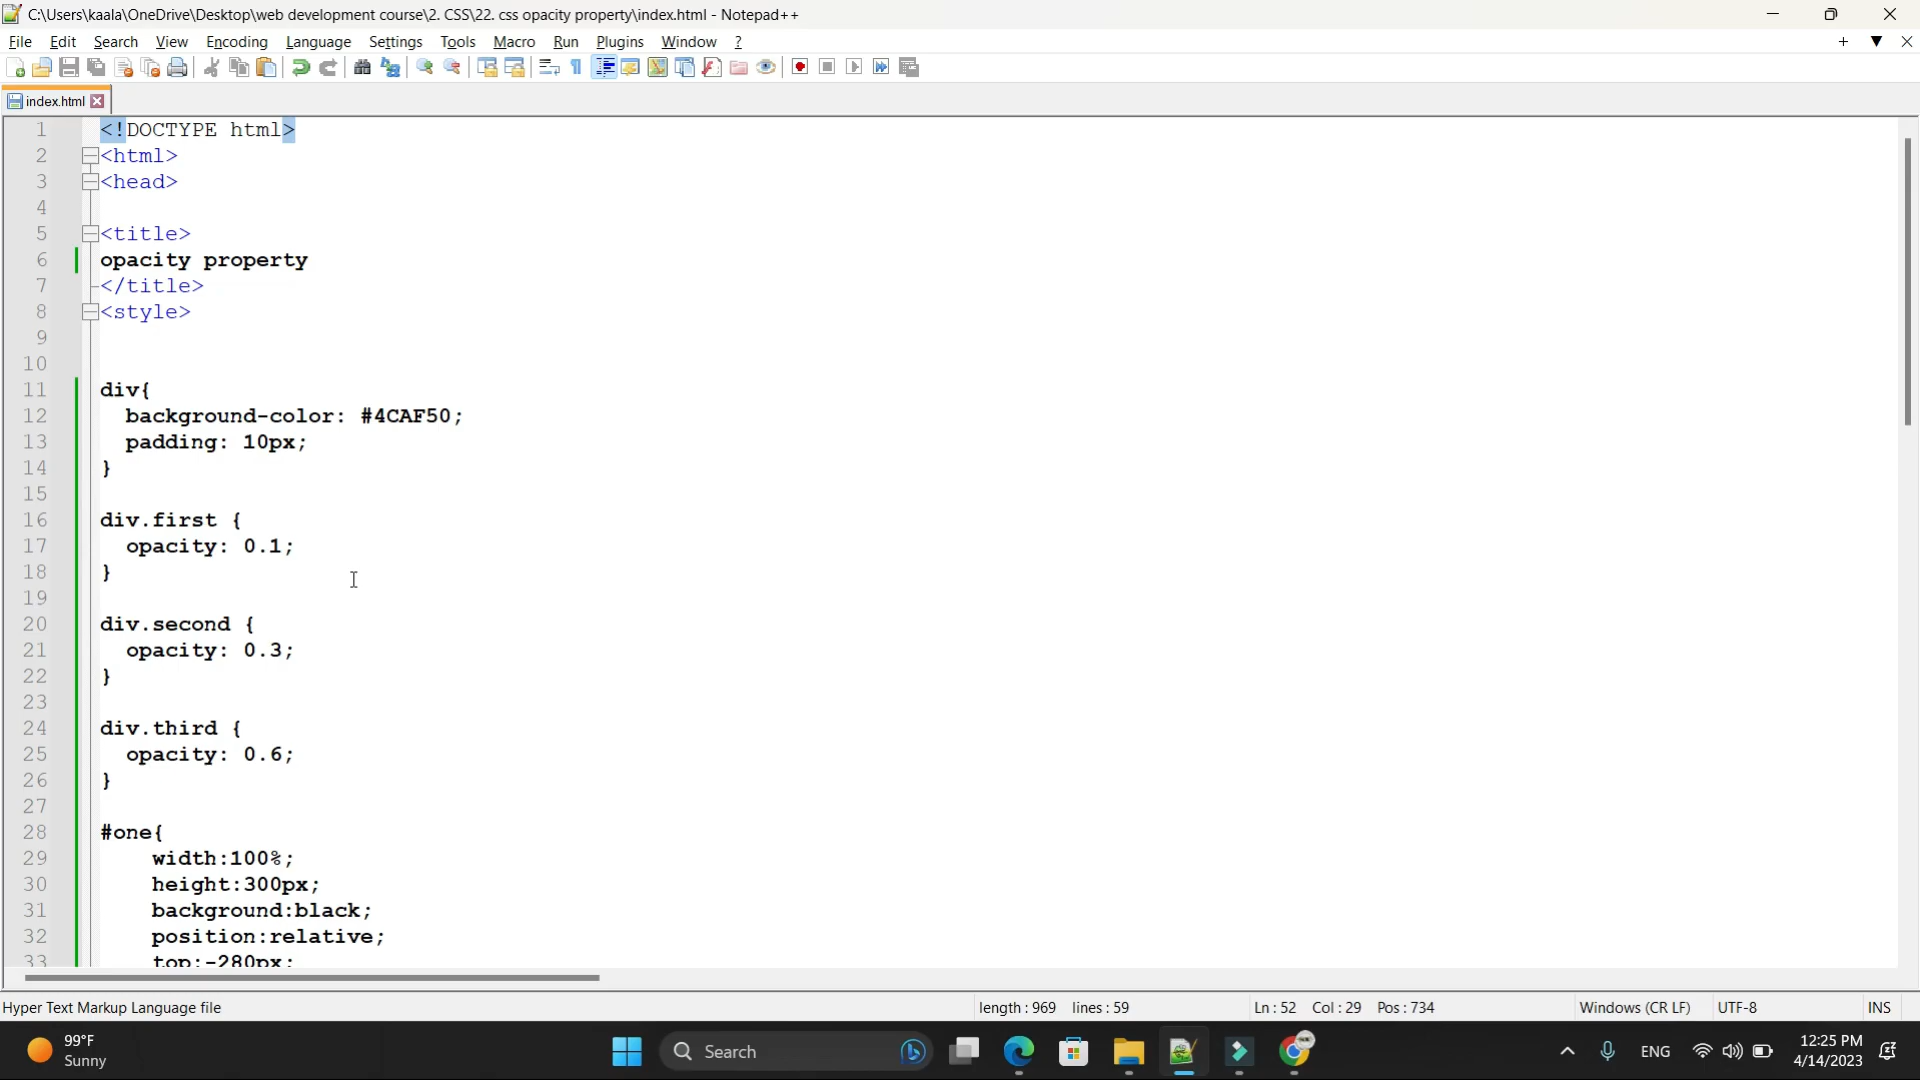 C:\Users\kaala\OneDrive\Desktop\web development course\2. CSS\22. css opacity property\index.html - Notepad++
File Edit Search View Encoding Language Settings Tools Macro Run Plugins Window ?
index.html
1 <!DOCTYPE html>
2 <html>
3 <head>
4
5 <title>
6 opacity property
7 </title>
8 <style>
9
10
11 div{
12 background-color: #4CAF50;
13 padding: 10px;
14 }
15
16 div.first {
17 opacity: 0.1;
18 }
19
20 div.second {
21 opacity: 0.3;
22 }
23
24 div.third {
25 opacity: 0.6;
26 }
27
28 #one{
29 width:100%;
30 height:300px;
31 background:black;
32 position:relative;
33 top:-280px;
Hyper Text Markup Language file length : 969 lines : 59 Ln : 52 Col : 29 Pos : 734 Windows (CR LF) UTF-8 INS
99°F
Sunny
Search
ENG
12:25 PM
4/14/2023